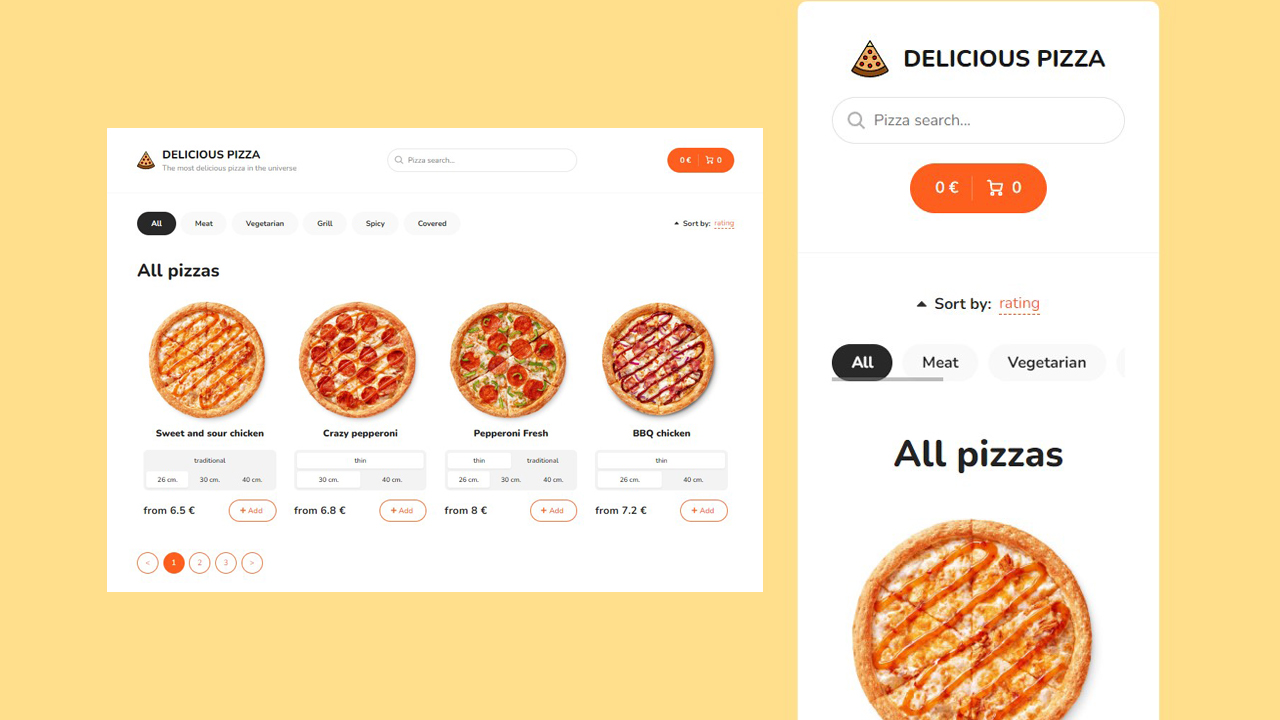 DELICIOUS PIZZA
The most delicious pizza in the universe
Pizza search...
0 € 0
All Meat Vegetarian Grill Spicy Covered
Sort by: rating
All pizzas
Sweet and sour chicken
traditional
26 cm. 30 cm. 40 cm.
from 6.5 €
+ Add
Crazy pepperoni
thin
30 cm. 40 cm.
from 6.8 €
+ Add
Pepperoni Fresh
thin traditional
26 cm. 30 cm. 40 cm.
from 8 €
+ Add
BBQ chicken
thin
26 cm. 40 cm.
from 7.2 €
+ Add
< 1 2 3 >
DELICIOUS PIZZA
Pizza search...
0 € 0
Sort by: rating
All Meat Vegetarian
All pizzas